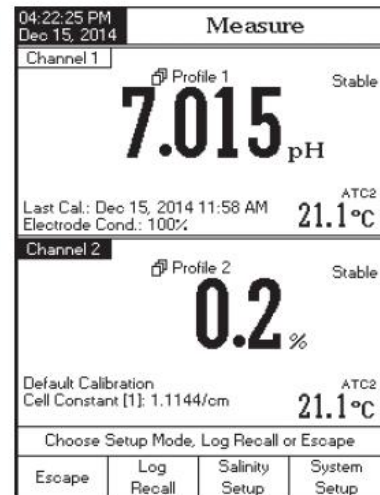 04:22:25 PM
Dec 15, 2014
Measure
Channel 1
Profile 1
Stable
7.015 pH
Last Cal.: Dec 15, 2014 11:58 AM
Electrode Cond.: 100%
ATC2
21.1°C
Channel 2
Profile 2
Stable
0.2 %
Default Calibration
Cell Constant [1]: 1.1144/cm
ATC2
21.1°C
Choose Setup Mode, Log Recall or Escape
Escape
Log Recall
Salinity Setup
System Setup